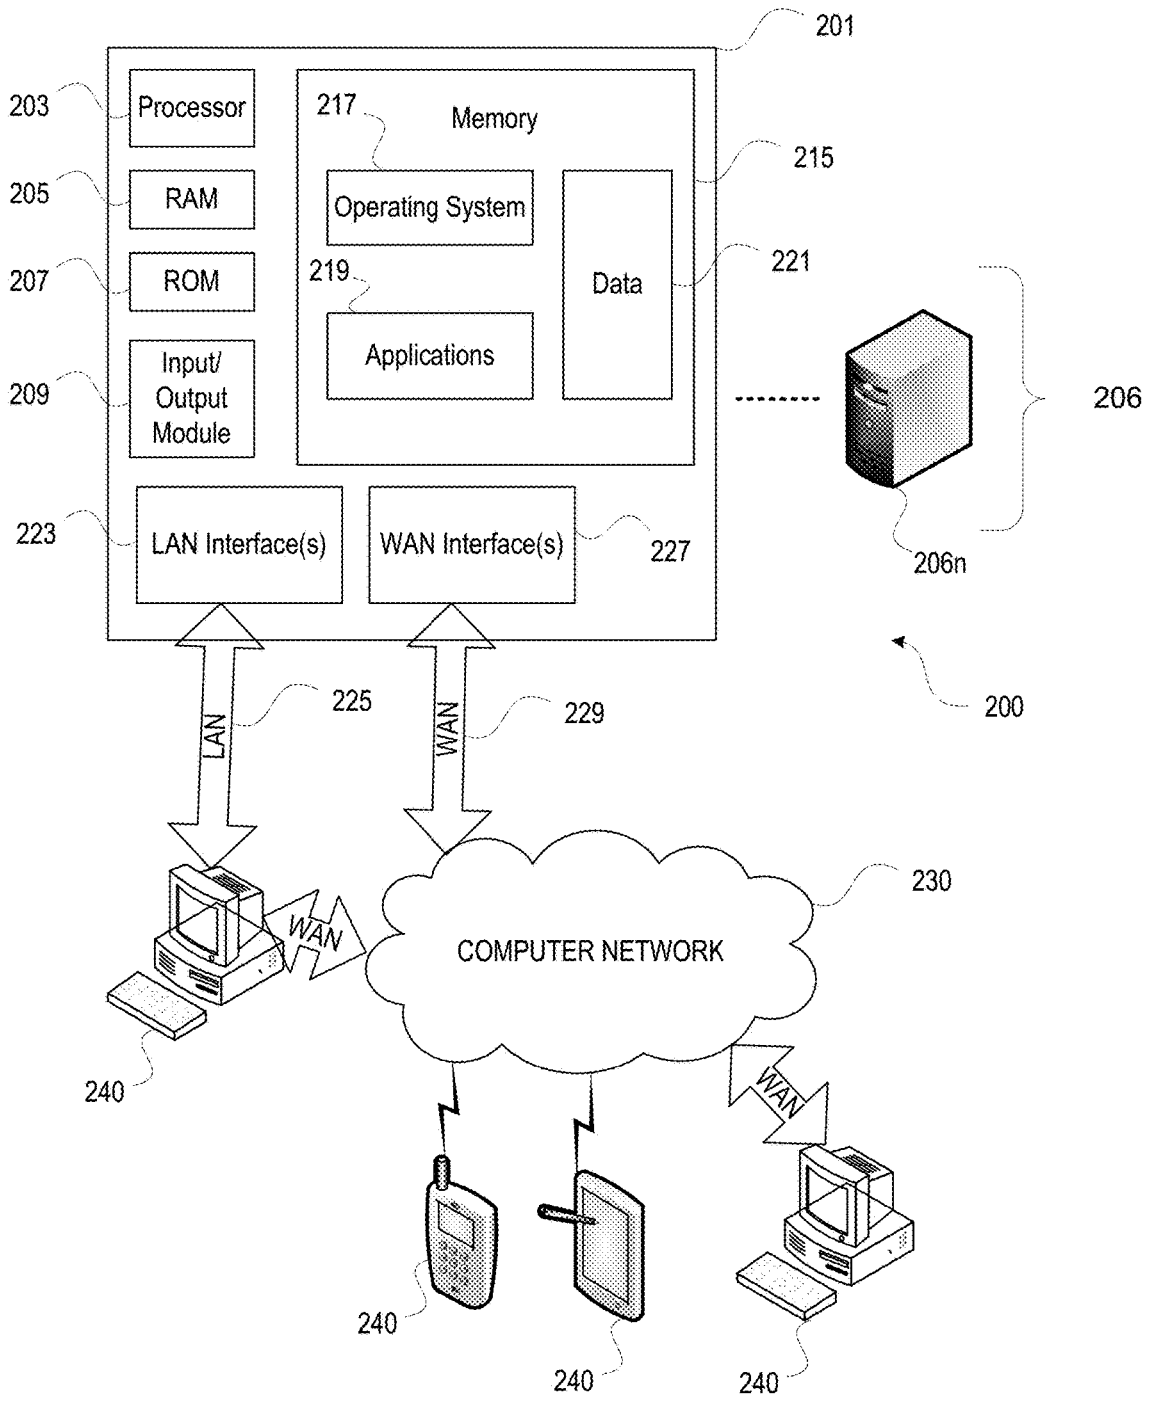 201
203
Processor
217
Memory
215
205
RAM
Operating System
221
207
ROM
219
Data
Applications
209
Input/
Output
Module
206
223
LAN Interface(s)
WAN Interface(s)
227
206n
225
229
200
LAN
WAN
230
WAN
COMPUTER NETWORK
240
WAN
240
240
240